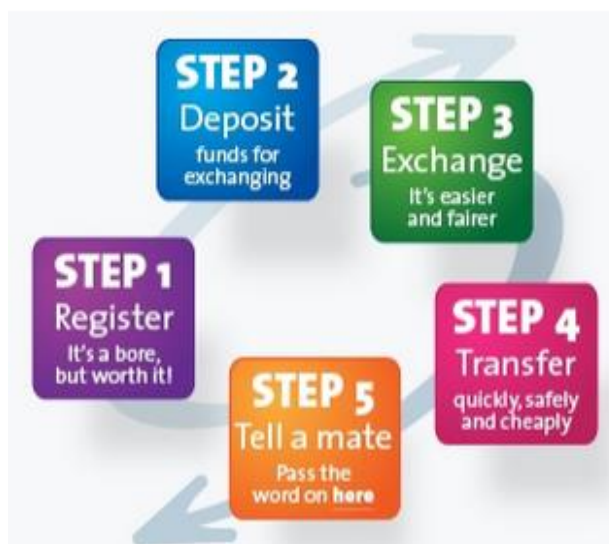 STEP 1
Register
It's a bore,
but worth it!
STEP 2
Deposit
funds for
exchanging
STEP 3
Exchange
It's easier
and fairer
STEP 4
Transfer
quickly, safely
and cheaply
STEP 5
Tell a mate
Pass the
word on here